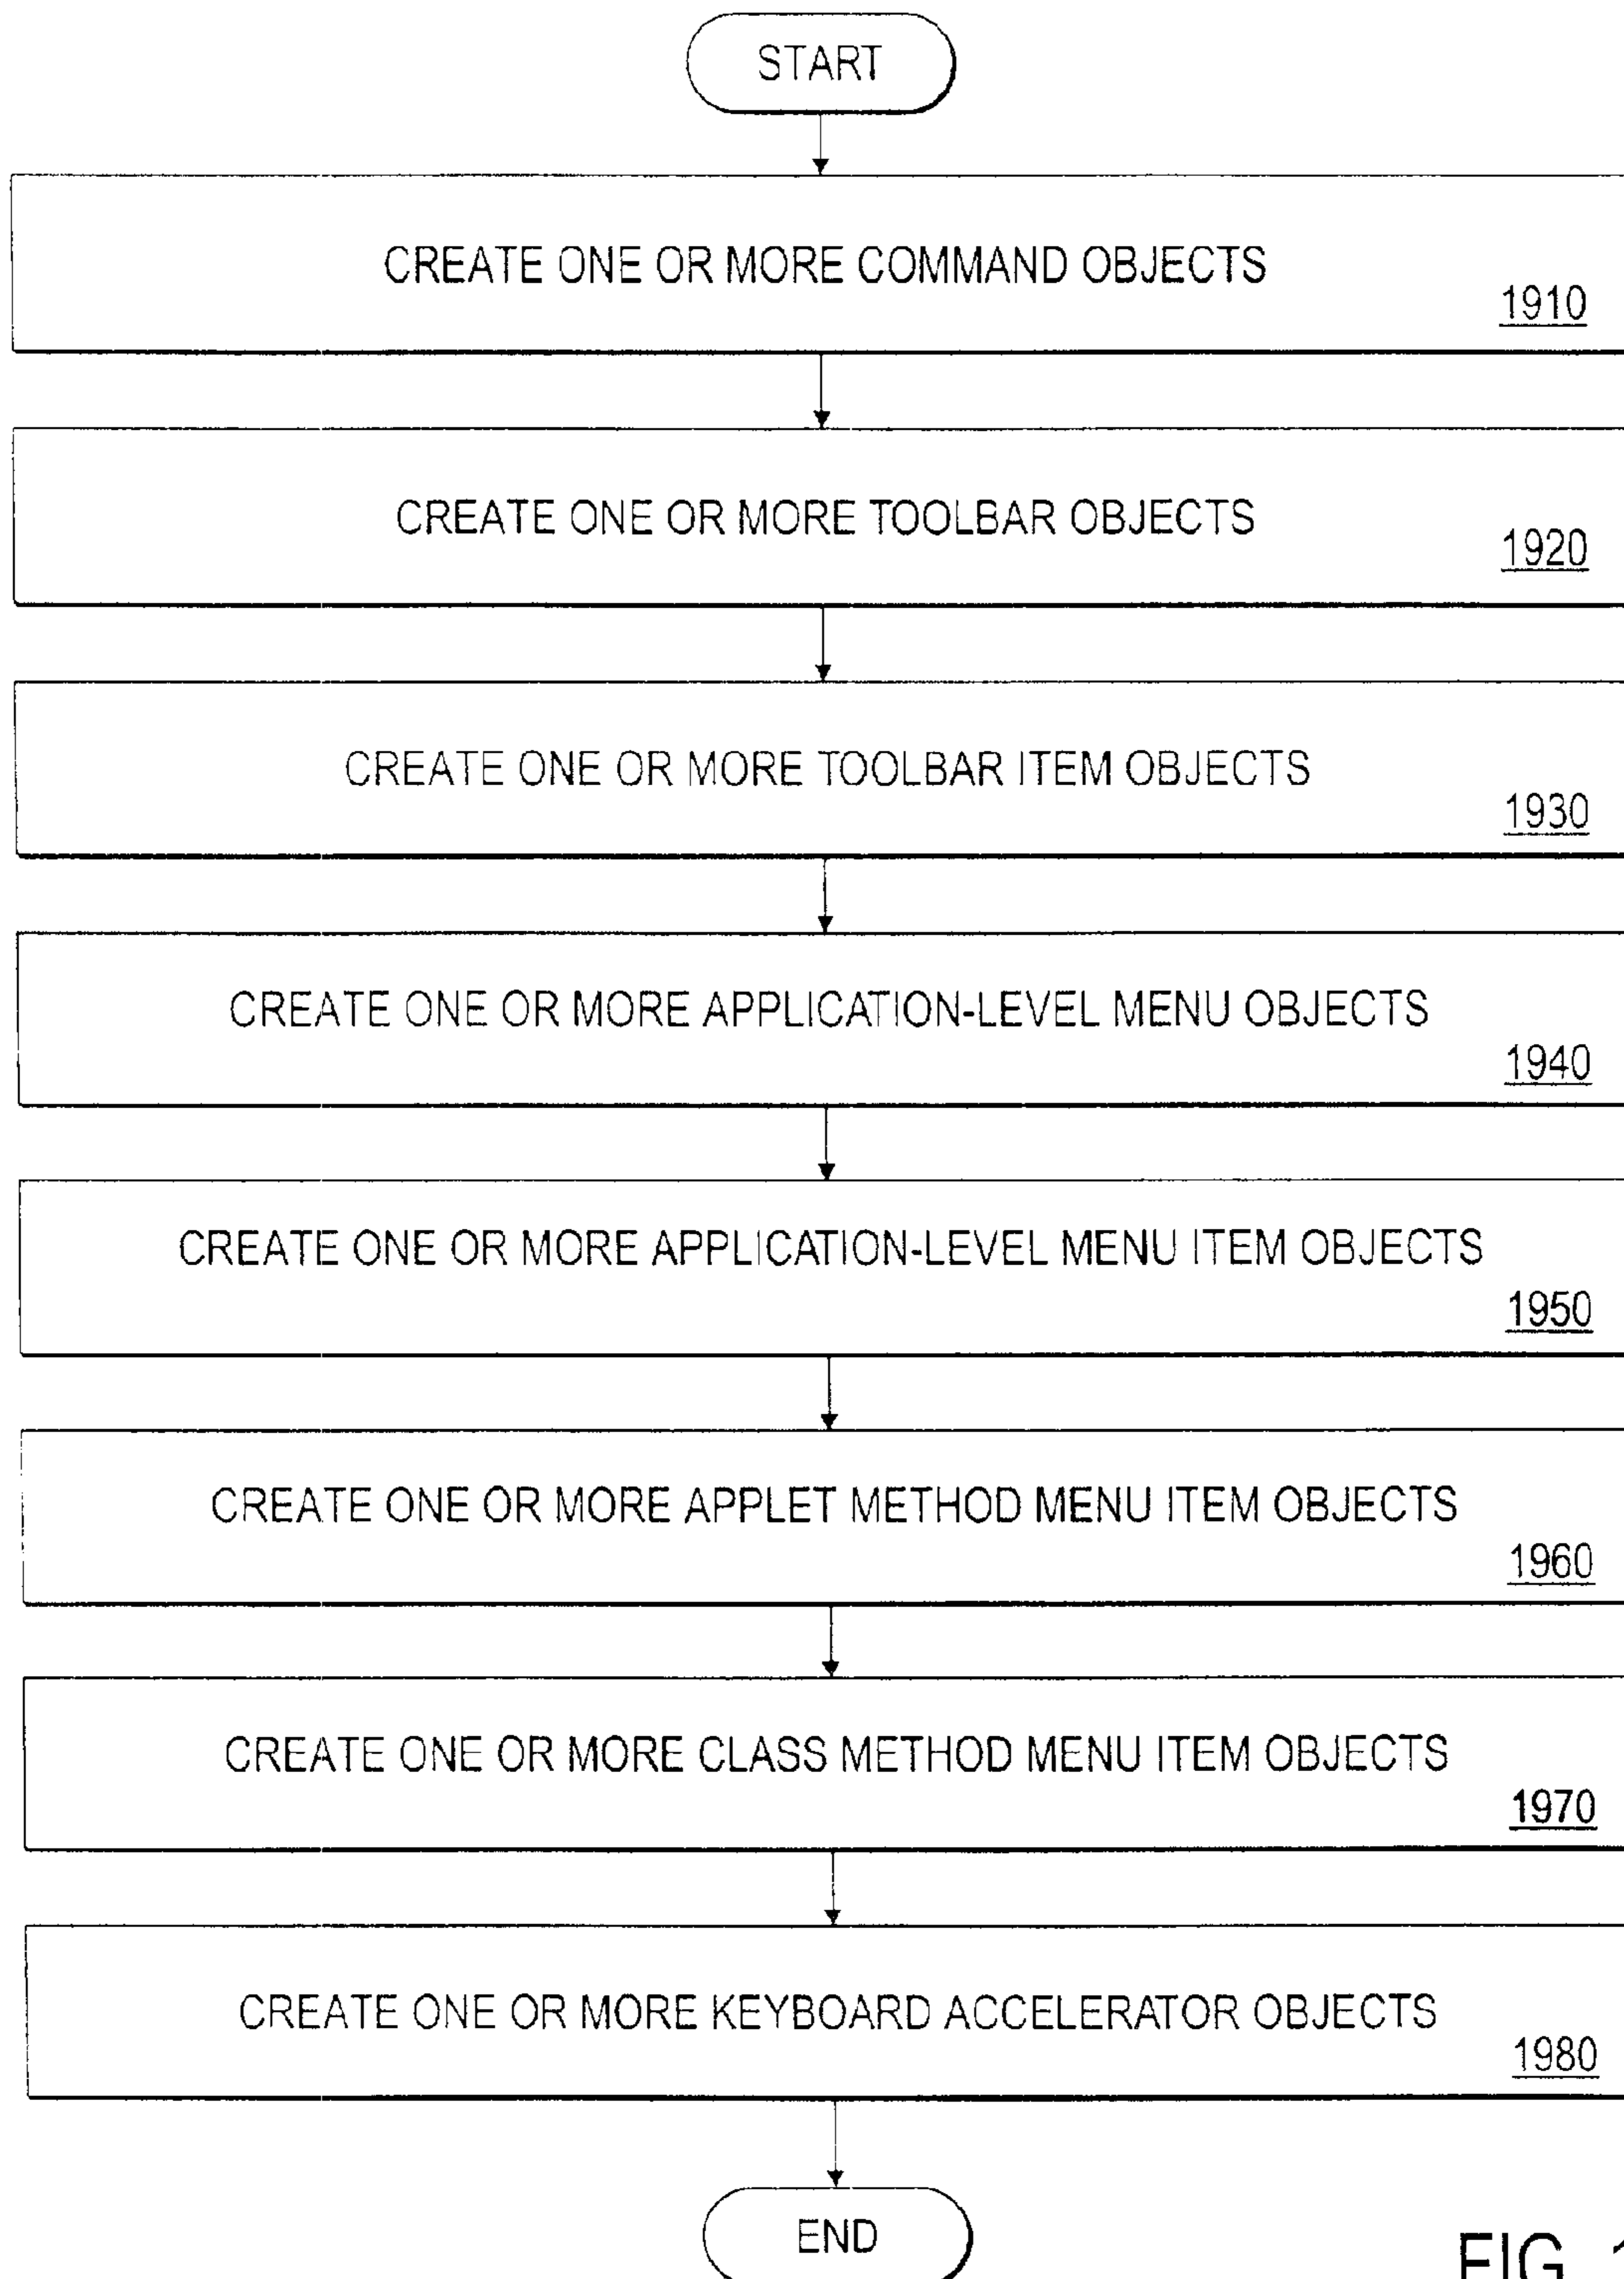 START
CREATE ONE OR MORE COMMAND OBJECTS
1910
CREATE ONE OR MORE TOOLBAR OBJECTS
1920
CREATE ONE OR MORE TOOLBAR ITEM OBJECTS
1930
CREATE ONE OR MORE APPLICATION-LEVEL MENU OBJECTS
1940
CREATE ONE OR MORE APPLICATION-LEVEL MENU ITEM OBJECTS
1950
CREATE ONE OR MORE APPLET METHOD MENU ITEM OBJECTS
1960
CREATE ONE OR MORE CLASS METHOD MENU ITEM OBJECTS
1970
CREATE ONE OR MORE KEYBOARD ACCELERATOR OBJECTS
1980
END
FIG.